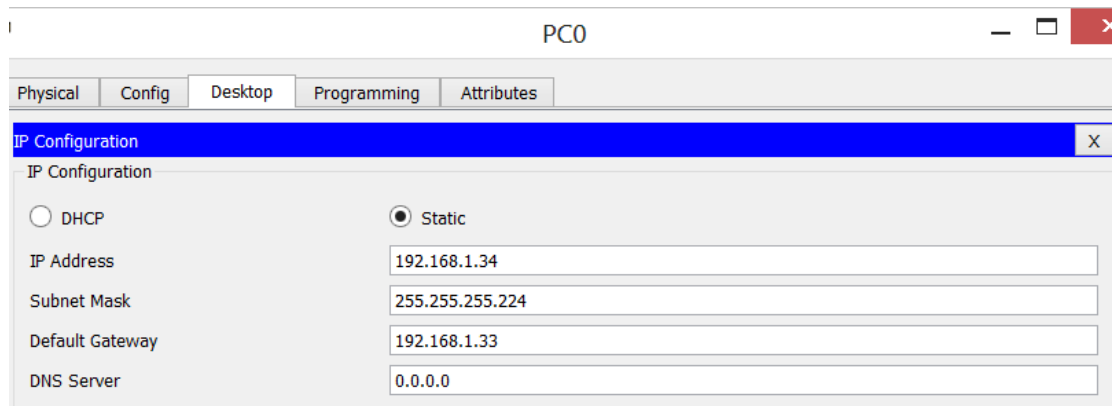 PC0
Physical Config Desktop Programming Attributes
IP Configuration X
IP Configuration
DHCP Static
IP Address 192.168.1.34
Subnet Mask 255.255.255.224
Default Gateway 192.168.1.33
DNS Server 0.0.0.0